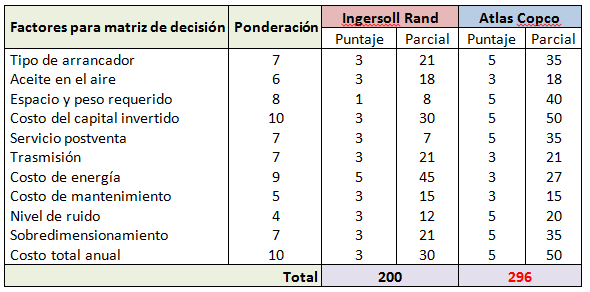 Factores para matriz de decisión Ponderación Ingersoll Rand Atlas Copco
Puntaje Parcial Puntaje Parcial
Tipo de arrancador 7 3 21 5 35
Aceite en el aire 6 3 18 3 18
Espacio y peso requerido 8 1 8 5 40
Costo del capital invertido 10 3 30 5 50
Servicio postventa 7 3 7 5 35
Trasmisión 7 3 21 3 21
Costo de energía 9 5 45 3 27
Costo de mantenimiento 5 3 15 3 15
Nivel de ruido 4 3 12 5 20
Sobredimensionamiento 7 3 21 5 35
Costo total anual 10 3 30 5 50
Total 200 296